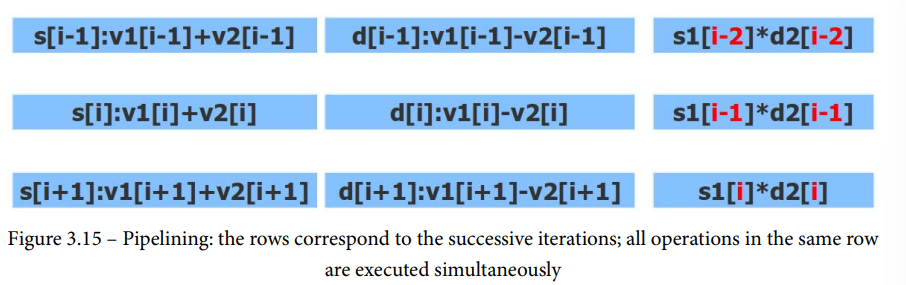 s[i-1]:v1[i-1]+v2[i-1] d[i-1]:v1[i-1]-v2[i-1] s1[i-2]*d2[i-2]
s[i]:v1[i]+v2[i] d[i]:v1[i]-v2[i] s1[i-1]*d2[i-1]
s[i+1]:v1[i+1]+v2[i+1] d[i+1]:v1[i+1]-v2[i+1] s1[i]*d2[i]
Figure 3.15 – Pipelining: the rows correspond to the successive iterations; all operations in the same row
are executed simultaneously